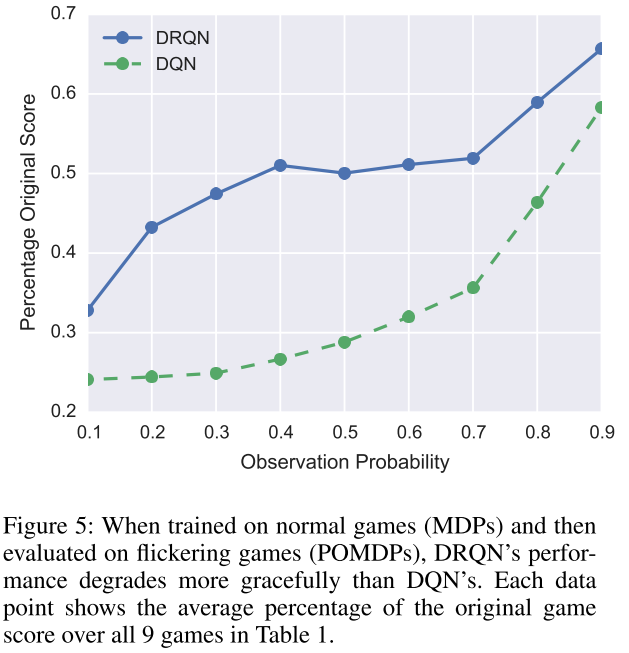 0.7
0.6
0.5
0.4
0.3
0.2
Percentage Original Score
DRQN
DQN
0.1 0.2 0.3 0.4 0.5 0.6 0.7 0.8 0.9
Observation Probability
Figure 5: When trained on normal games (MDPs) and then
evaluated on flickering games (POMDPs), DRQN's perfor-
mance degrades more gracefully than DQN's. Each data
point shows the average percentage of the original game
score over all 9 games in Table 1.